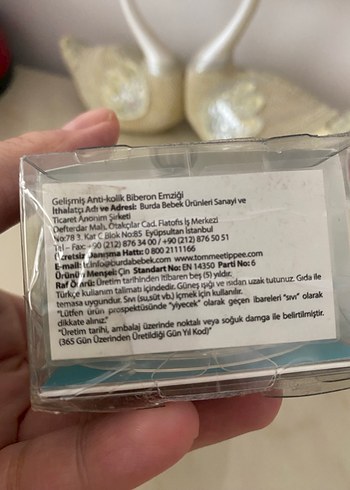 Gelişmiş Anti-kolik Biberon Emziği
İthalatçı Adı ve Adresi: Burda Bebek Ürünleri Sanayi ve
Ticaret Anonim Şirketi
Defterdar Mah. Otakçılar Cad. Flatofis İş Merkezi
No:78 3. Kat C Blok No:85 Eyüpsultan İstanbul
Tel - Fax: +90 (212) 876 34 00 / +90 (212) 876 50 51
Ücretsiz Danışma Hattı: 0 800 2111166
E-mail: info@burdabebek.com www.tommeetippee.com
Ürünün Menşei: Çin Standart No: EN 14350 Parti No: 6
Raf Ömrü: Üretim tarihinden itibaren beş (5) yıldır.
Türkçe kullanım talimatı içindedir. Güneş ışığı ve ısıdan uzak tutunuz. Gıda ile
temasa uygundur. Sıvı (su,süt vb.) içmek için kullanılır.
"Lütfen ürün prospektüsünde "yiyecek" olarak geçen ibareleri "sıvı" olarak
dikkate alınız."
"Üretim tarihi, ambalaj üzerinde noktalı veya soğuk damga ile belirtilmiştir.
(365 Gün Üzerinden Üretildiği Gün Yıl Kodu)"